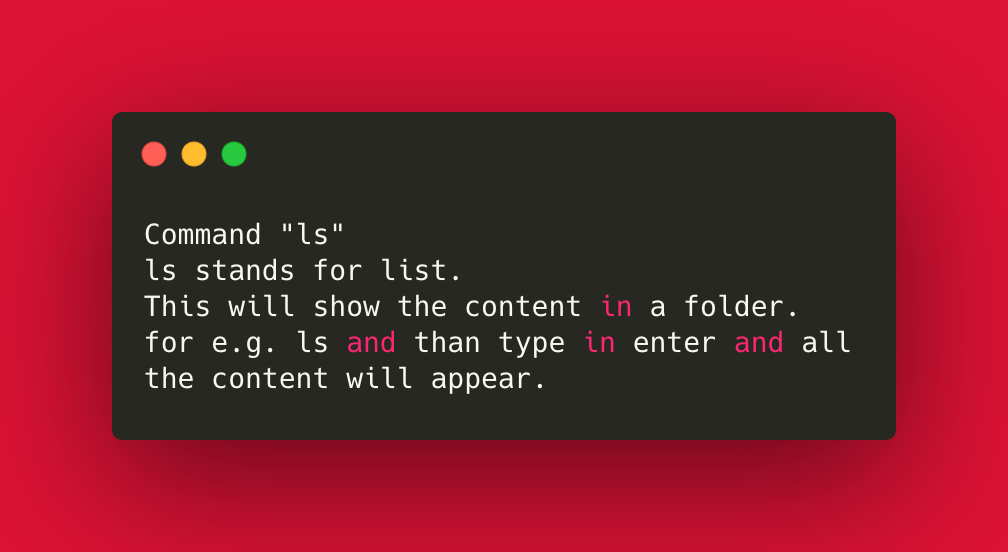 Command "ls"
ls stands for list.
This will show the content in a folder.
for e.g. ls and than type in enter and all
the content will appear.